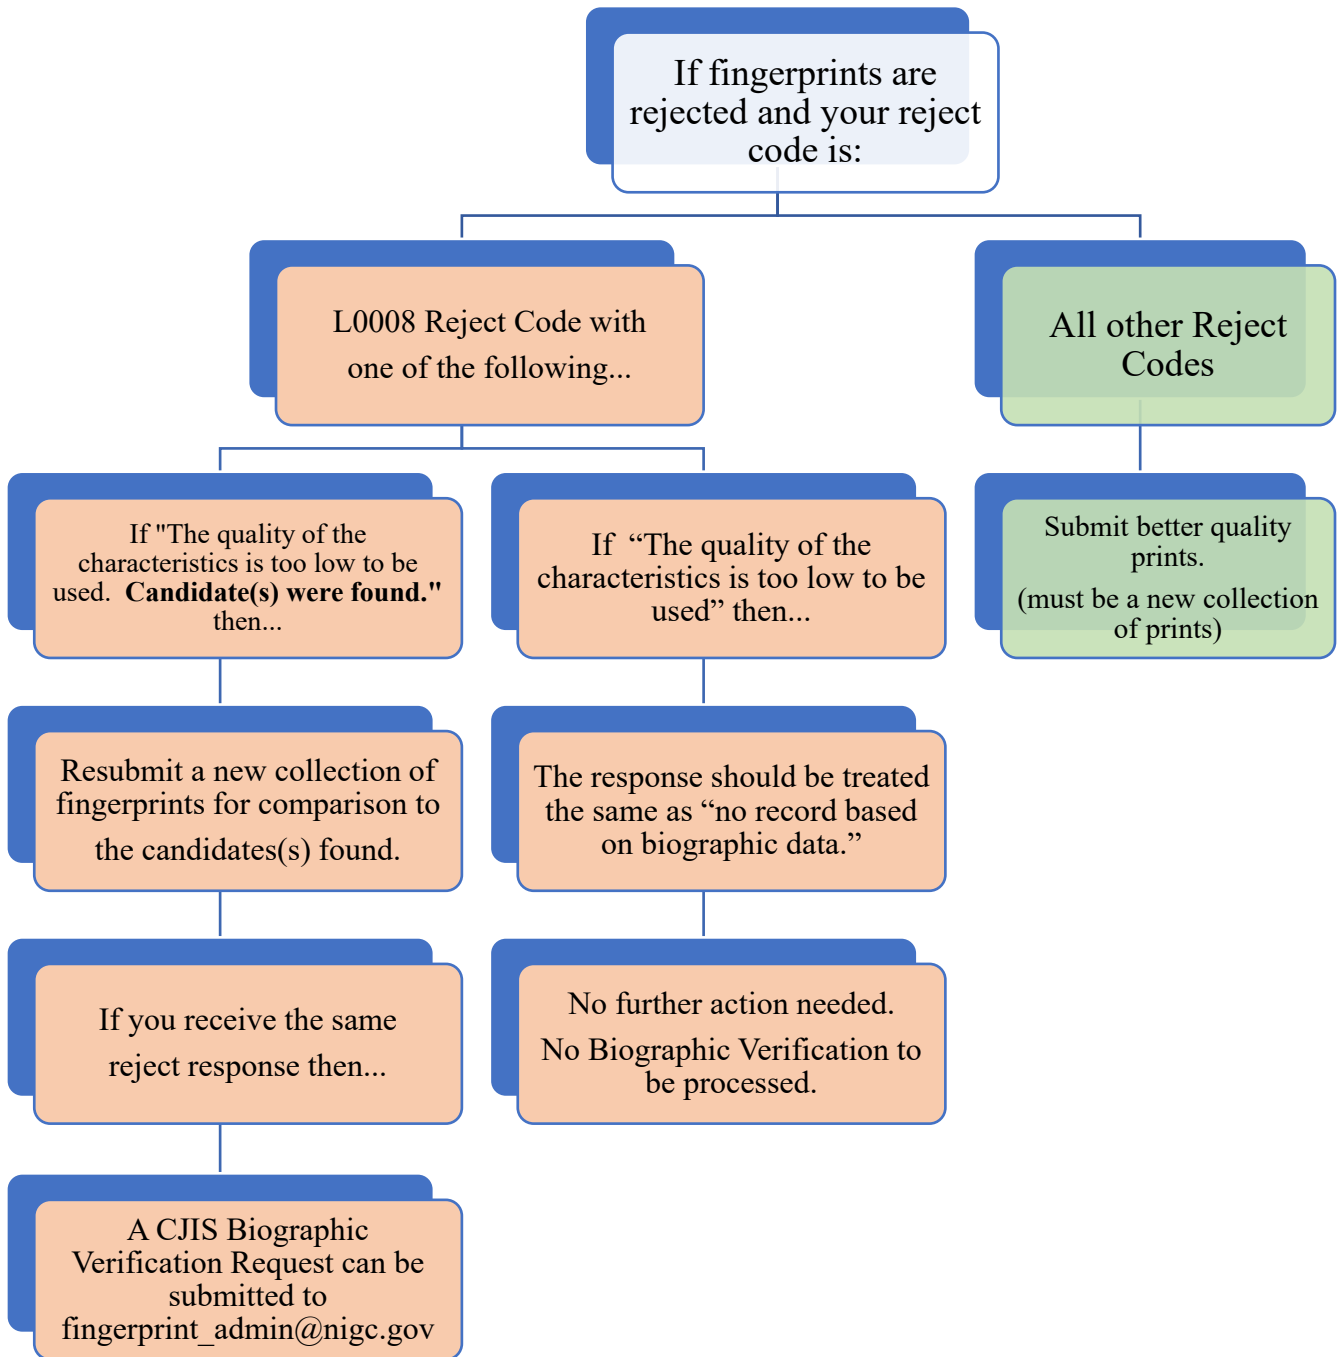 If fingerprints are
rejected and your reject
code is:
L0008 Reject Code with
one of the following...
All other Reject
Codes
If "The quality of the
characteristics is too low to be
used.  Candidate(s) were found."
then...
If  “The quality of the
characteristics is too low to be
used” then...
Submit better quality
prints.
(must be a new collection
of prints)
Resubmit a new collection of
fingerprints for comparison to
the candidates(s) found.
The response should be treated
the same as “no record based
on biographic data.”
If you receive the same
reject response then...
No further action needed.
No Biographic Verification to
be processed.
A CJIS Biographic
Verification Request can be
submitted to
fingerprint_admin@nigc.gov